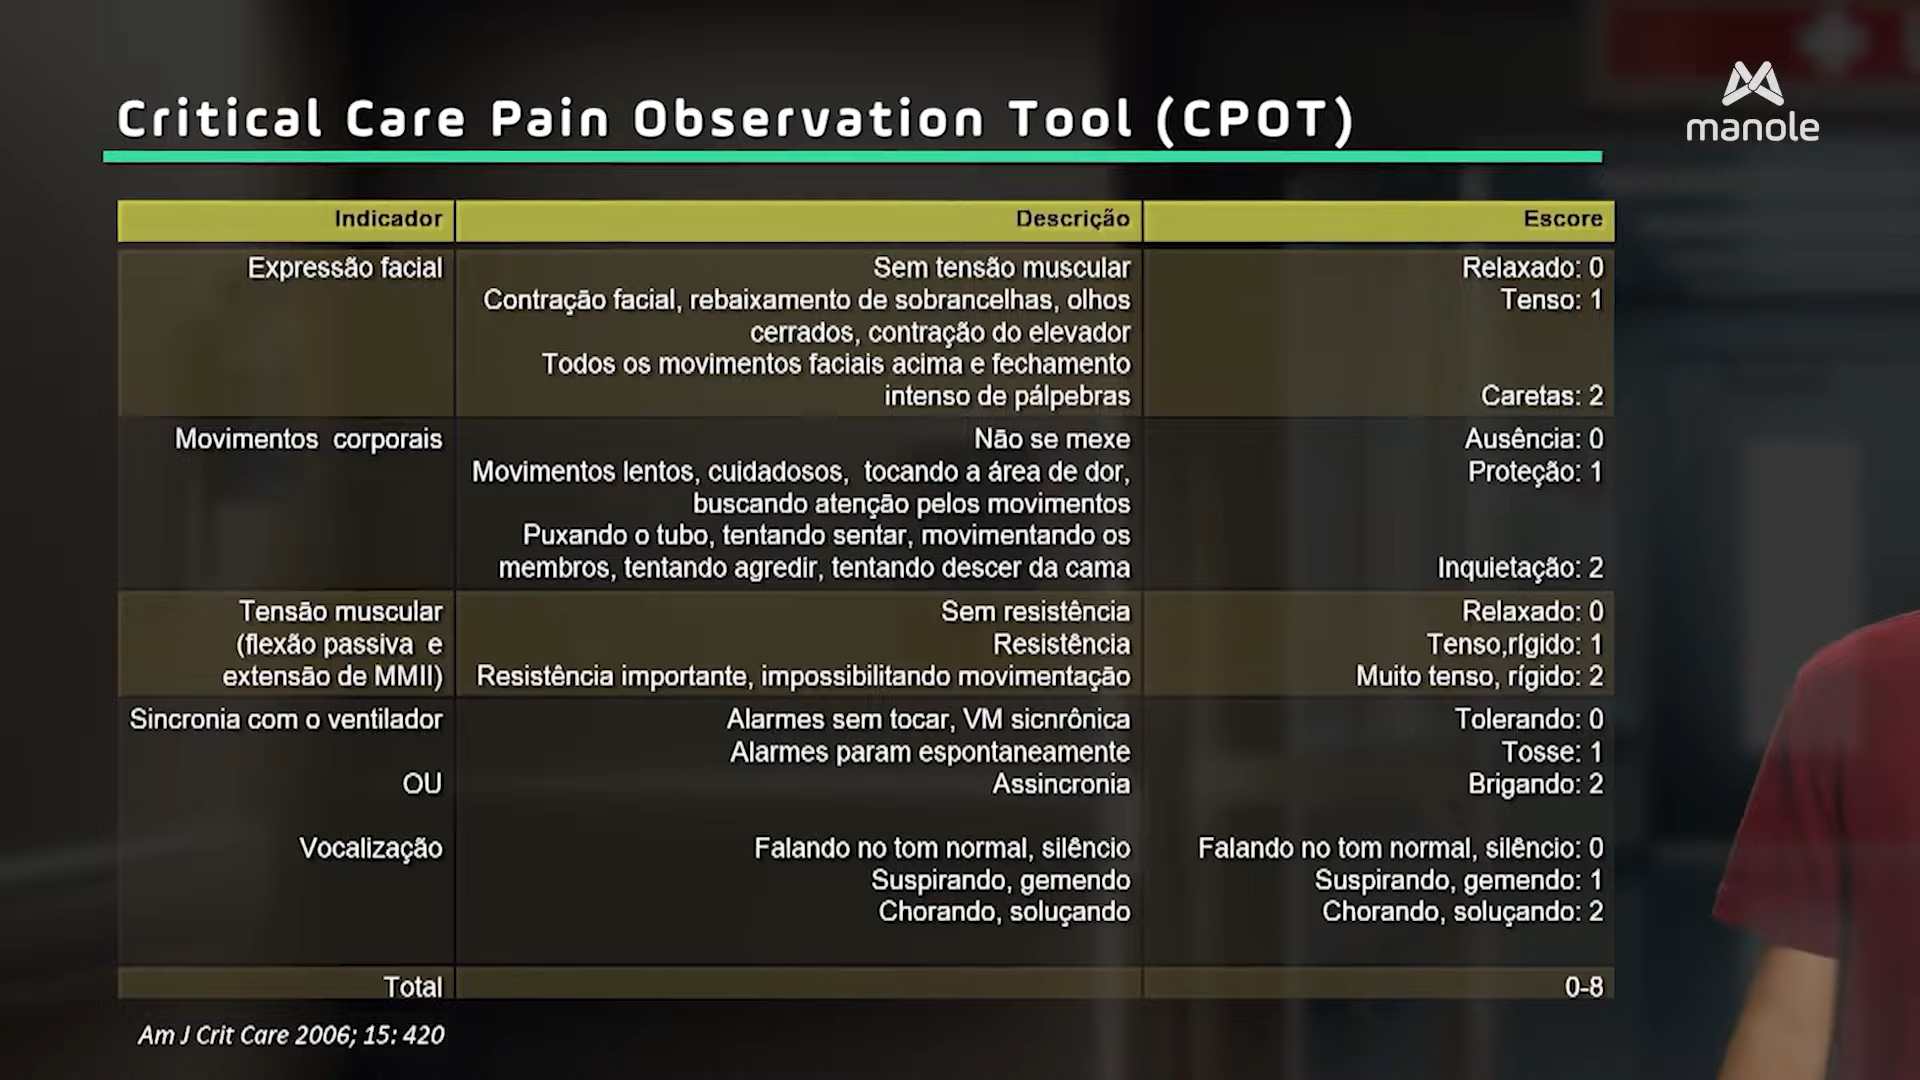 Critical Care Pain Observation Tool (CPOT)
manole
Indicador Descrição Escore
Expressão facial Sem tensão muscular Relaxado: 0
Contração facial, rebaixamento de sobrancelhas, olhos Tenso: 1
cerrados, contração do elevador
Todos os movimentos faciais acima e fechamento
intenso de pálpebras Caretas: 2
Movimentos corporais Não se mexe Ausência: 0
Movimentos lentos, cuidadosos, tocando a área de dor, Proteção: 1
buscando atenção pelos movimentos
Puxando o tubo, tentando sentar, movimentando os
membros, tentando agredir, tentando descer da cama Inquietação: 2
Tensão muscular Sem resistência Relaxado: 0
(flexão passiva e Resistência Tenso,rígido: 1
extensão de MMII) Resistência importante, impossibilitando movimentação Muito tenso, rígido: 2
Sincronia com o ventilador Alarmes sem tocar, VM sicnrônica Tolerando: 0
Alarmes param espontaneamente Tosse: 1
OU Assincronia Brigando: 2
Vocalização Falando no tom normal, silêncio Falando no tom normal, silêncio: 0
Suspirando, gemendo Suspirando, gemendo: 1
Chorando, soluçando Chorando, soluçando: 2
Total 0-8
Am J Crit Care 2006; 15: 420